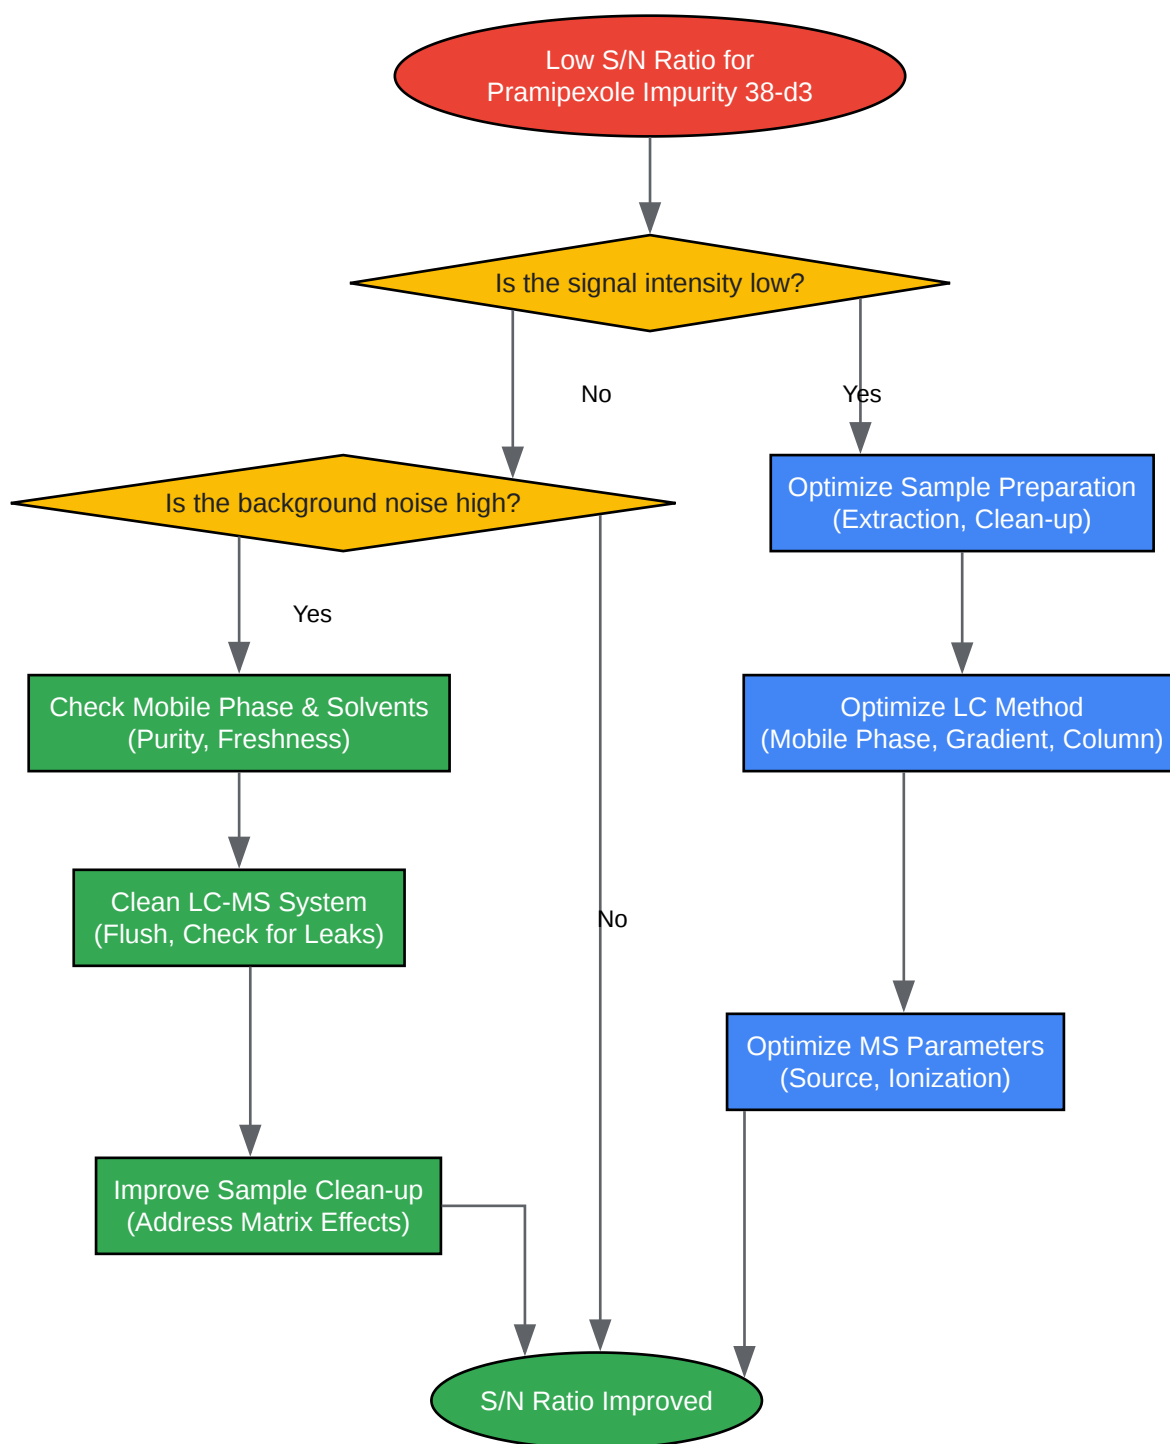 Low S/N Ratio for
Pramipexole Impurity 38-d3
Is the signal intensity low?
No
Yes
Is the background noise high?
Optimize Sample Preparation
(Extraction, Clean-up)
Yes
Check Mobile Phase & Solvents
(Purity, Freshness)
Optimize LC Method
(Mobile Phase, Gradient, Column)
Clean LC-MS System
(Flush, Check for Leaks)
No
Optimize MS Parameters
(Source, Ionization)
Improve Sample Clean-up
(Address Matrix Effects)
S/N Ratio Improved